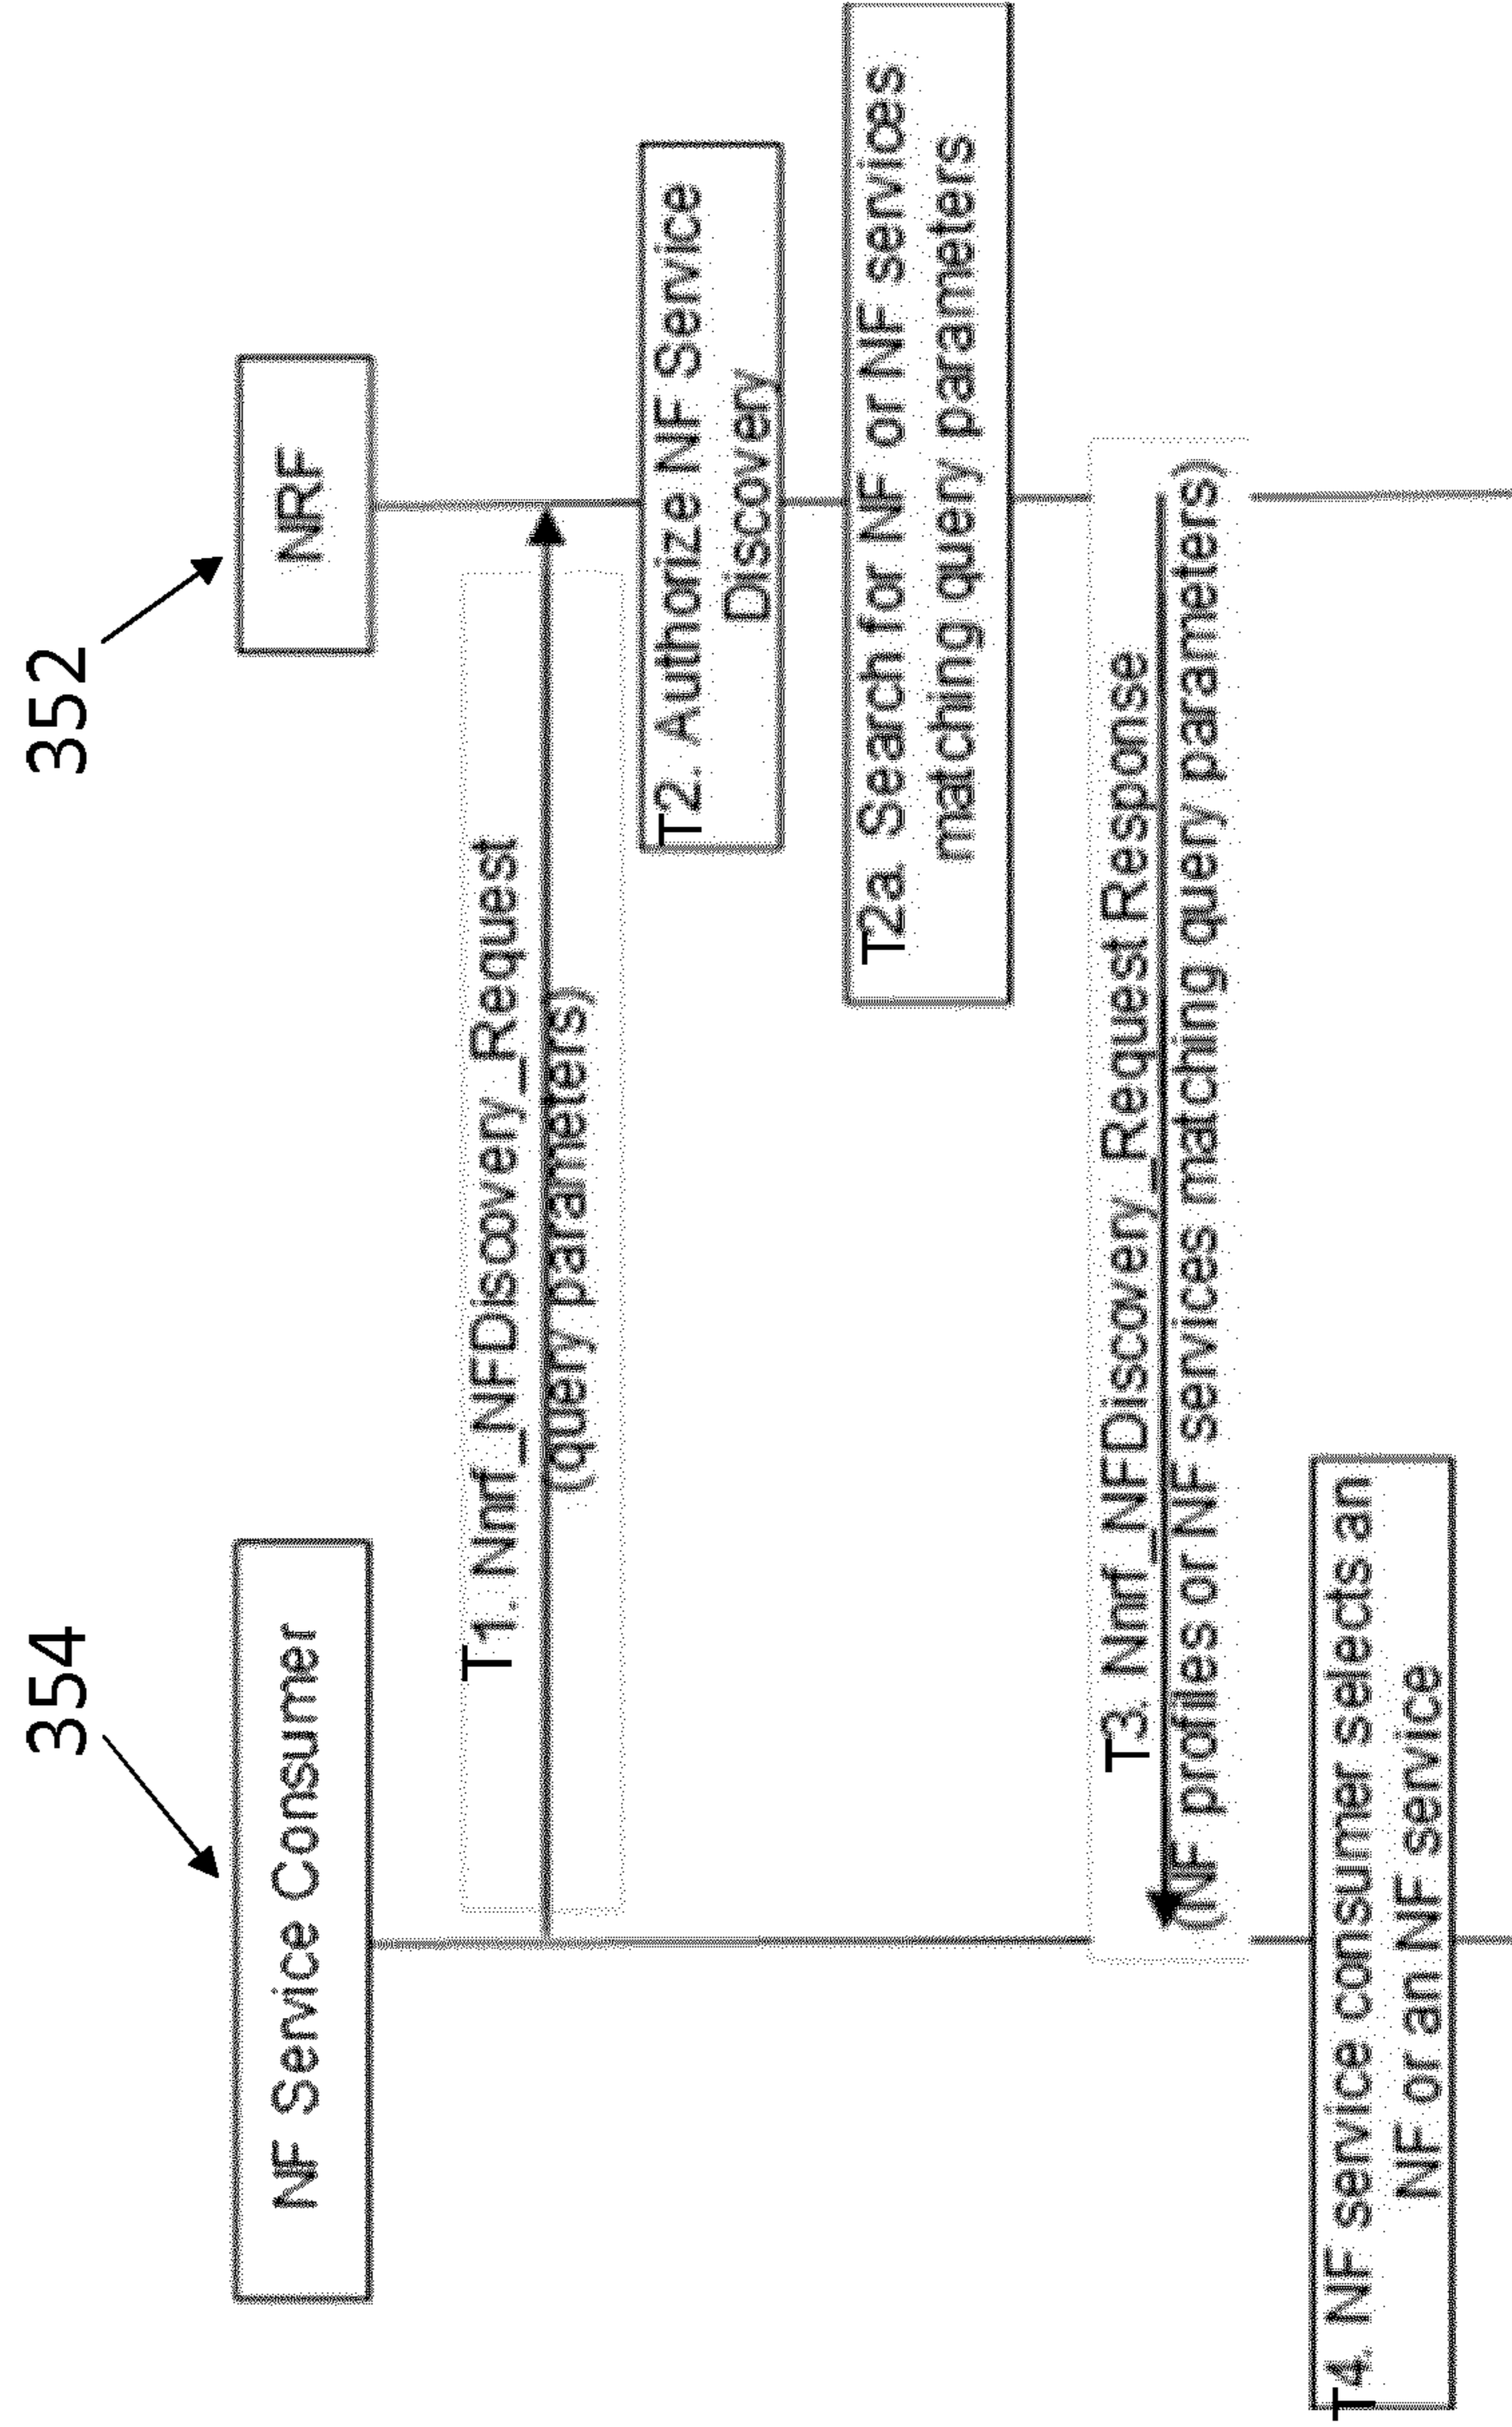 354
352
NF Service Consumer
NRF
T1. Nnrf_NFDiscovery_Request
(query parameters)
T2. Authorize NF Service
Discovery
T2a Search for NF or NF services
matching query parameters
T3. Nnrf_NFDiscovery_Request Response
(NF profiles or NF services matching query parameters)
T4. NF service consumer selects an
NF or an NF service